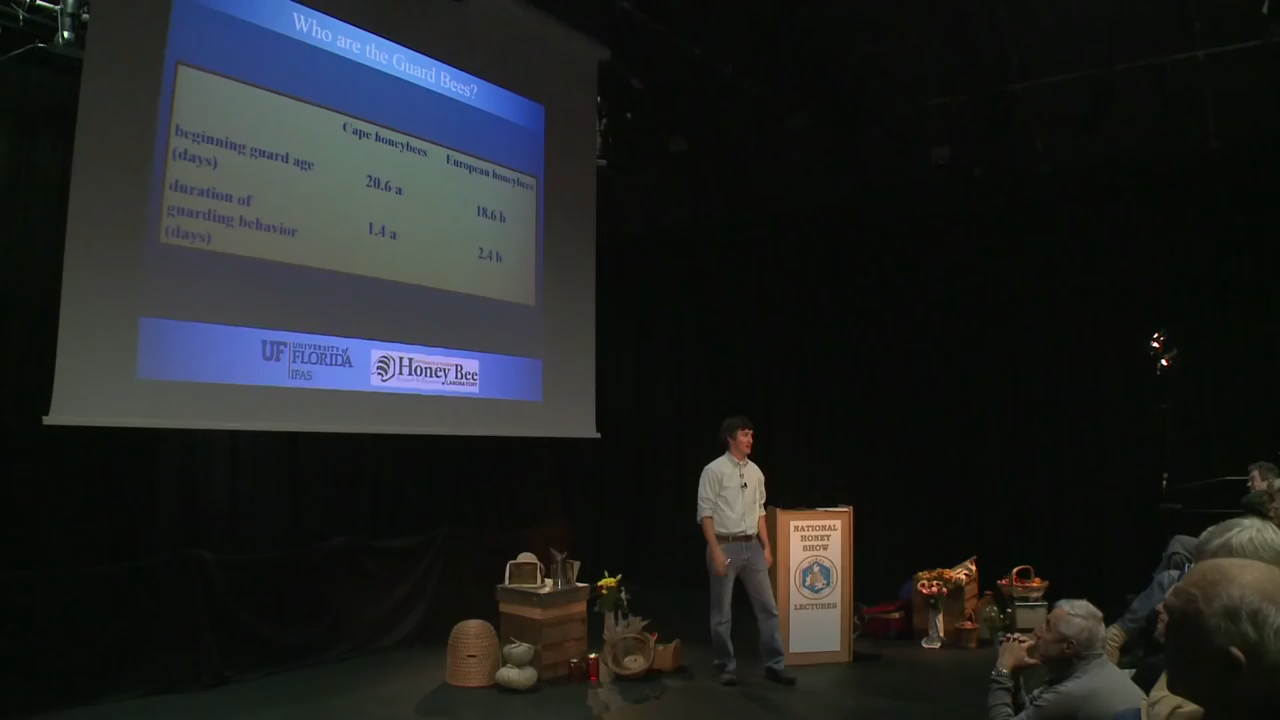 Who are the Guard Bees?
Cape honeybees
European honeybees
beginning guard age
(days)
20.6 a
18.6 b
duration of
guarding behavior
(days)
1.4 a
2.4 b
UF UNIVERSITY of
FLORIDA
IFAS
Honey Bee
LABORATORY
NATIONAL
HONEY
SHOW
LECTURES